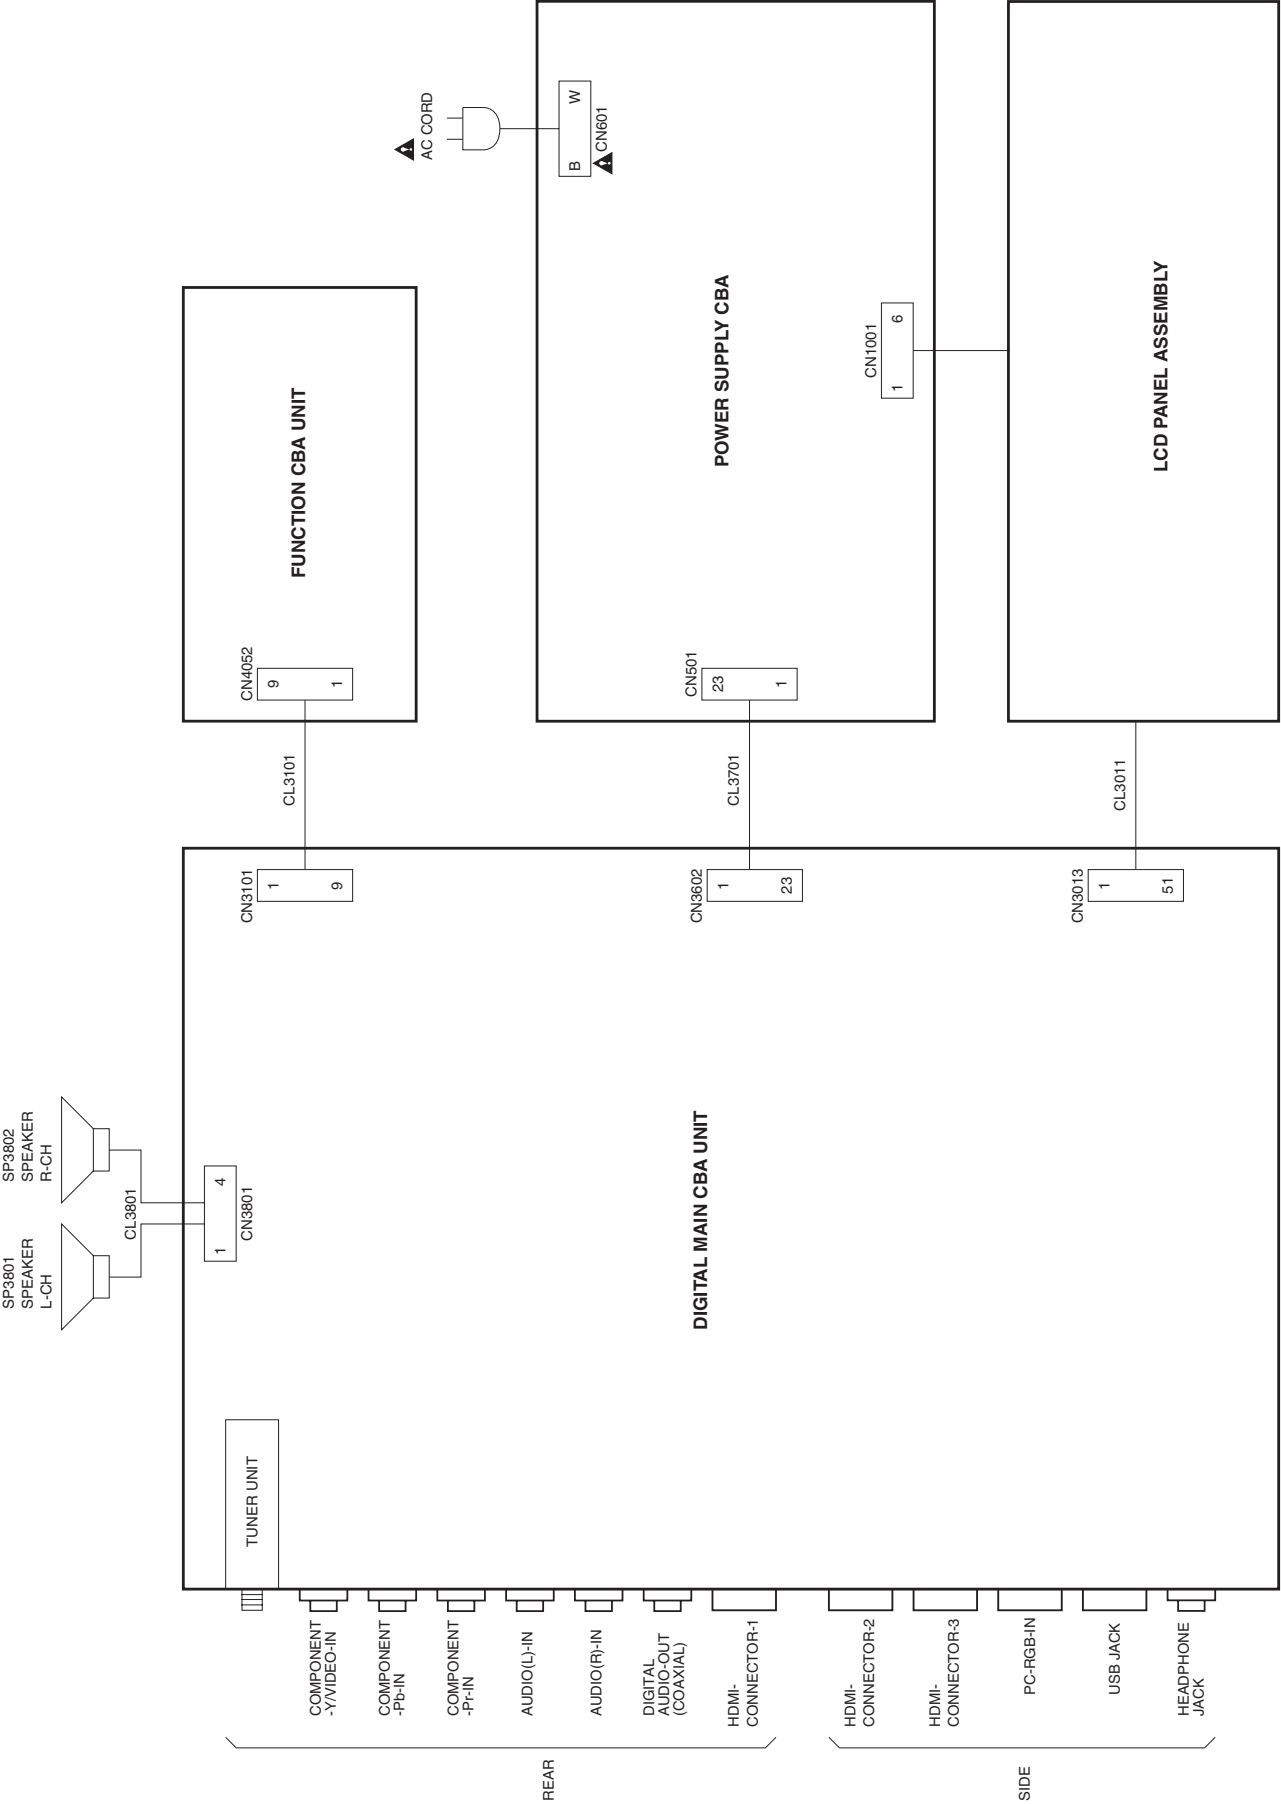 SP3801
SPEAKER
L-CH
SP3802
SPEAKER
R-CH
CL3801
1 4
CN3801
TUNER UNIT
DIGITAL MAIN CBA UNIT
CN3101
1
9
CL3101
CN4052
9
1
FUNCTION CBA UNIT
AC CORD
B W
CN601
POWER SUPPLY CBA
CN501
23
1
CL3701
CN3602
1
23
CN1001
1 6
LCD PANEL ASSEMBLY
CL3011
CN3013
1
51
REAR
COMPONENT
-Y/VIDEO-IN
COMPONENT
-Pb-IN
COMPONENT
-Pr-IN
AUDIO(L)-IN
AUDIO(R)-IN
DIGITAL
AUDIO-OUT
(COAXIAL)
HDMI-
CONNECTOR-1
SIDE
HDMI-
CONNECTOR-2
HDMI-
CONNECTOR-3
PC-RGB-IN
USB JACK
HEADPHONE
JACK